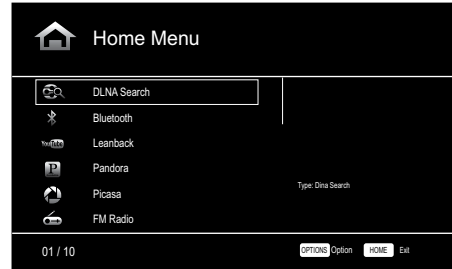 Home Menu
DLNA Search
Bluetooth
YouTube Leanback
P Pandora
Picasa
FM Radio
Type: Dlna Search
01 / 10
OPTIONS Option HOME Exit